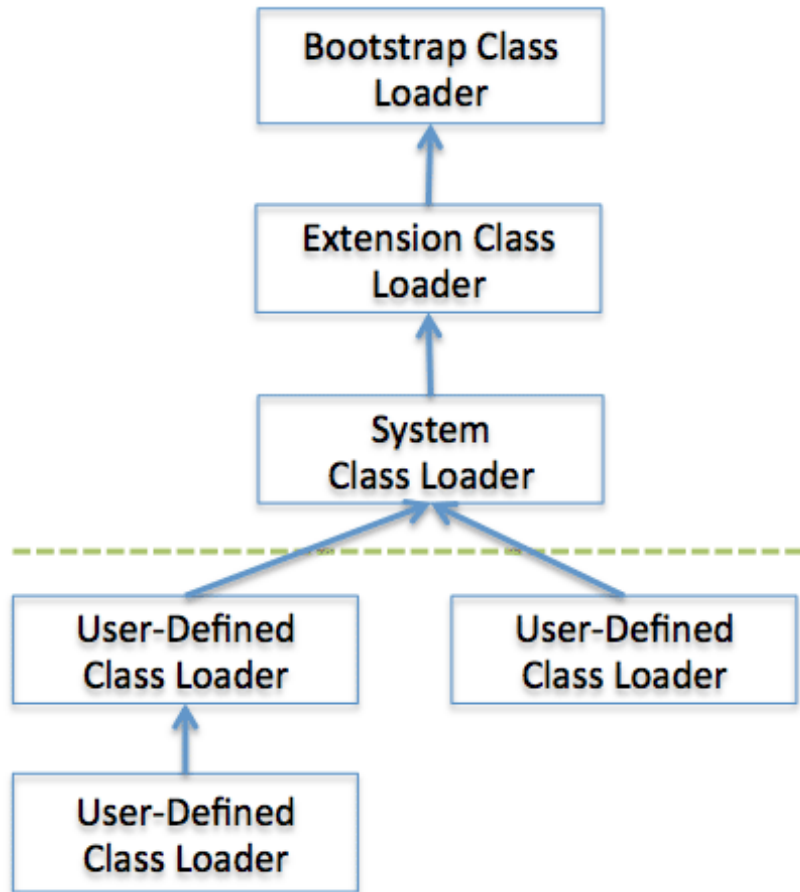 Bootstrap Class
Loader
Extension Class
Loader
System
Class Loader
User-Defined
Class Loader
User-Defined
Class Loader
User-Defined
Class Loader